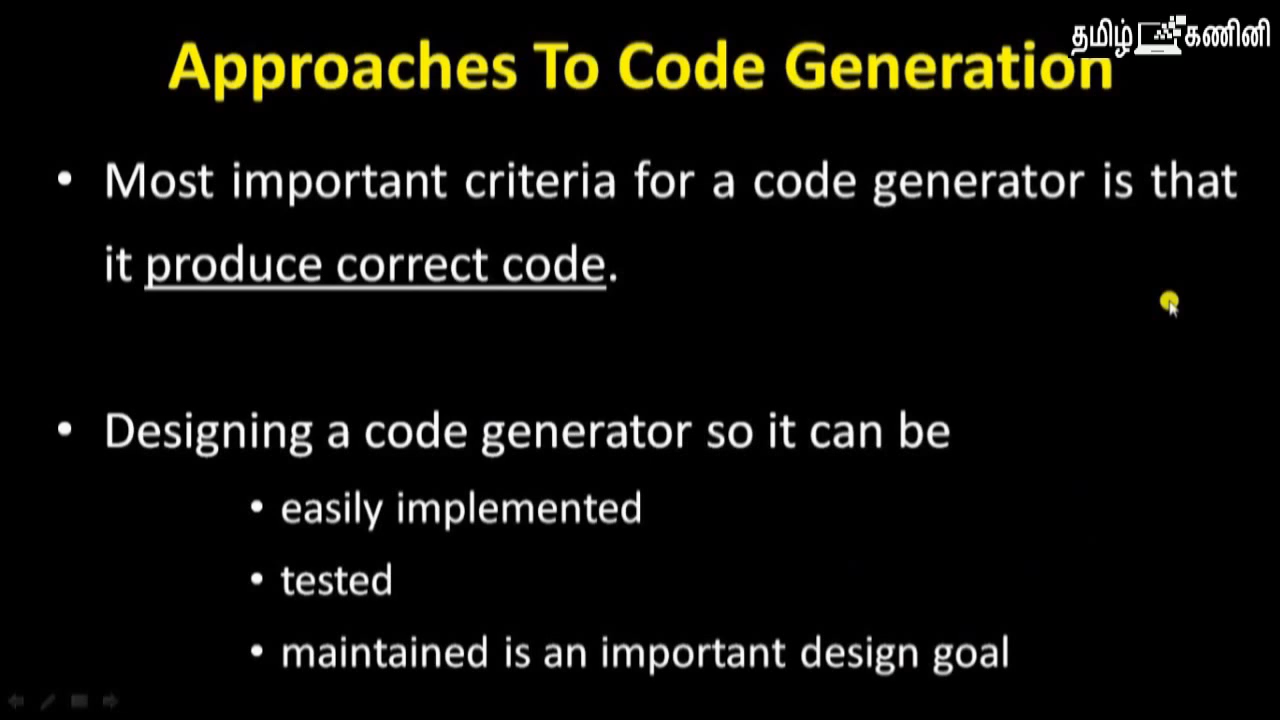 தமிழ் கணினி
Approaches To Code Generation
• Most important criteria for a code generator is that
it produce correct code.
• Designing a code generator so it can be
• easily implemented
• tested
• maintained is an important design goal